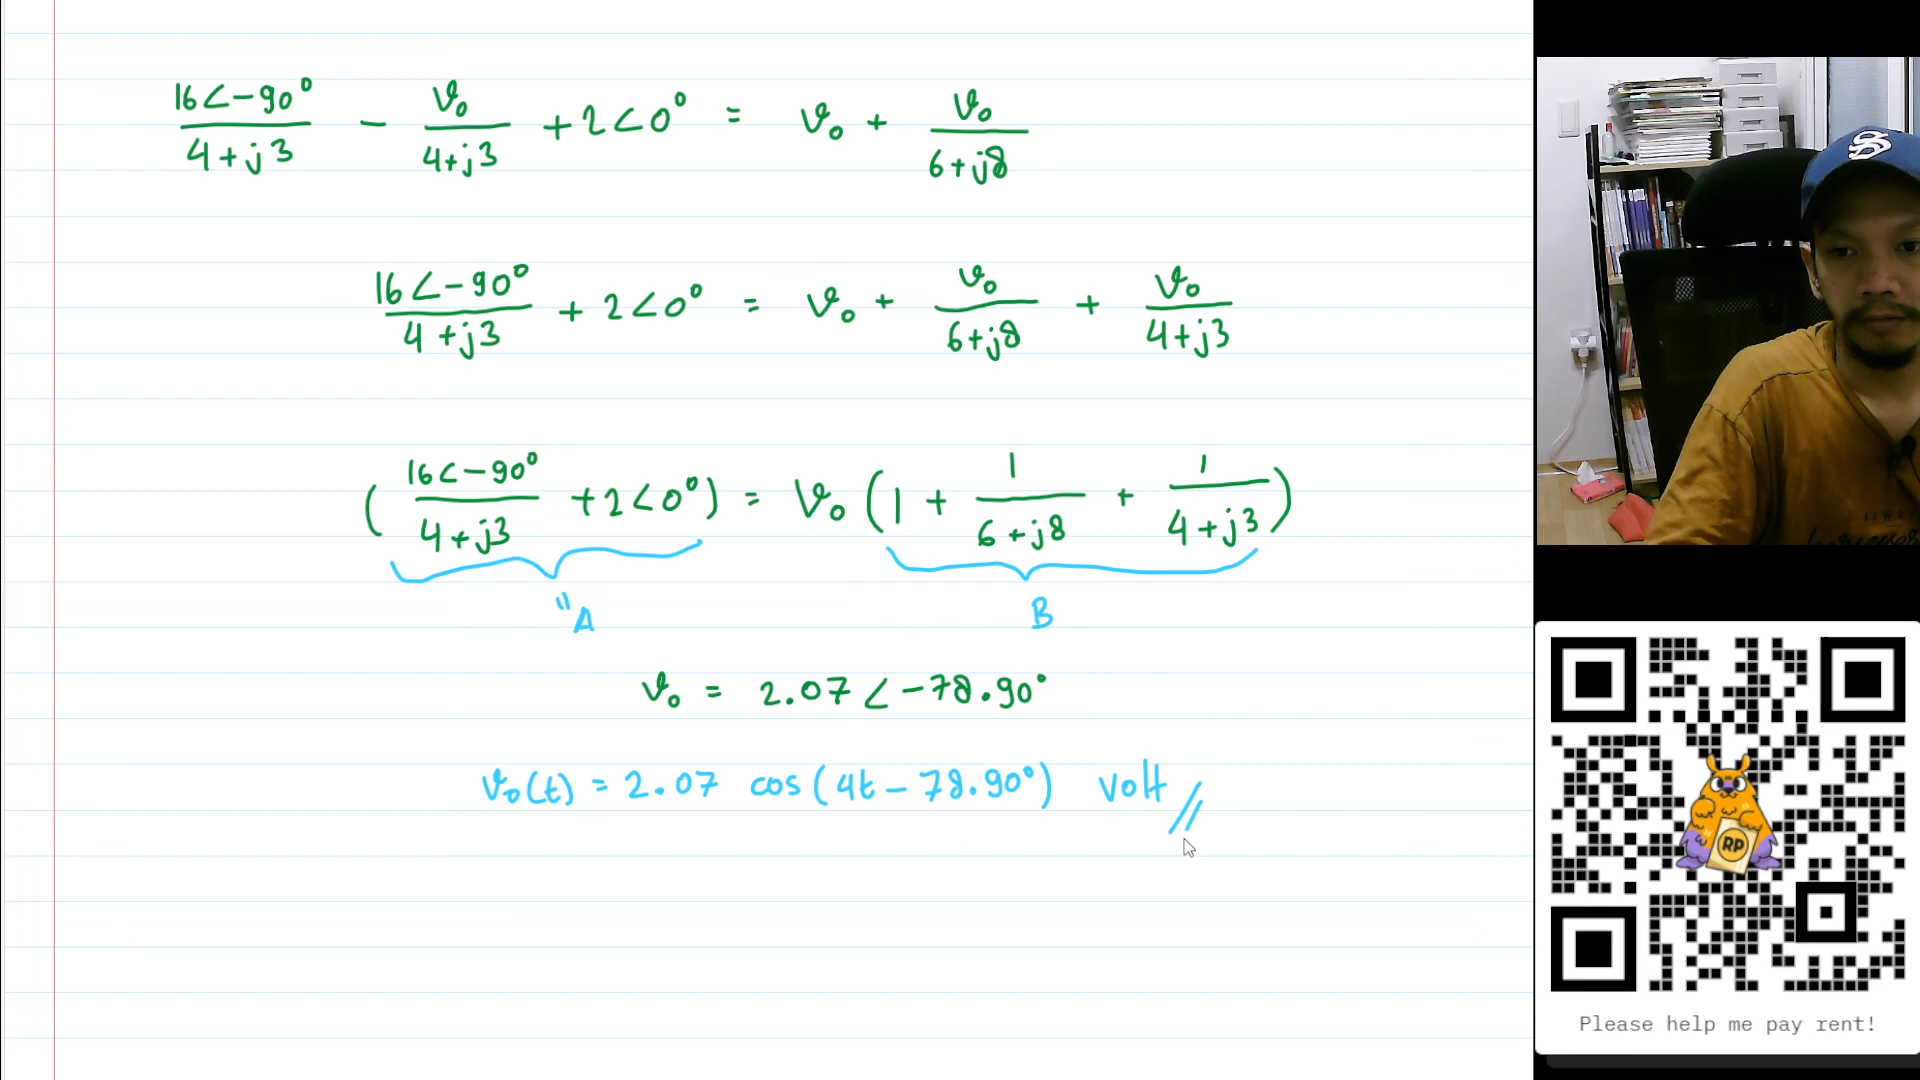 16∠-90° / 4+j3 - v₀ / 4+j3 + 2∠0° = v₀ + v₀ / 6+j8
16∠-90° / 4+j3 + 2∠0° = v₀ + v₀ / 6+j8 + v₀ / 4+j3
( 16∠-90° / 4+j3 + 2∠0° ) = V₀ ( 1 + 1 / 6+j8 + 1 / 4+j3 )
"A
B
v₀ = 2.07∠-78.90°
v₀(t) = 2.07 cos(4t - 78.90°) volt //
S
RP
Please help me pay rent!